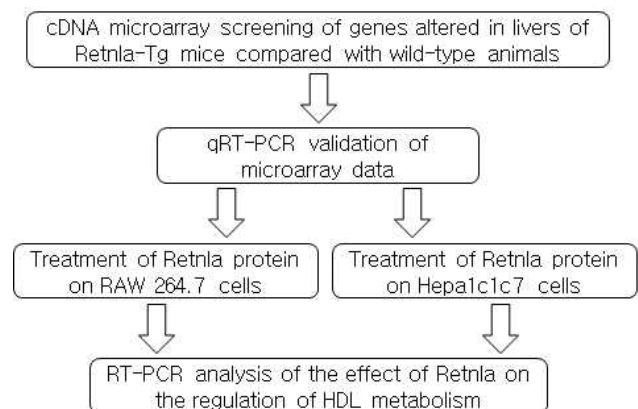 cDNA microarray screening of genes altered in livers of
Retnla-Tg mice compared with wild-type animals
qRT-PCR validation of
microarray data
Treatment of Retnla protein
on RAW 264.7 cells
Treatment of Retnla protein
on Hepa1c1c7 cells
RT-PCR analysis of the effect of Retnla on
the regulation of HDL metabolism